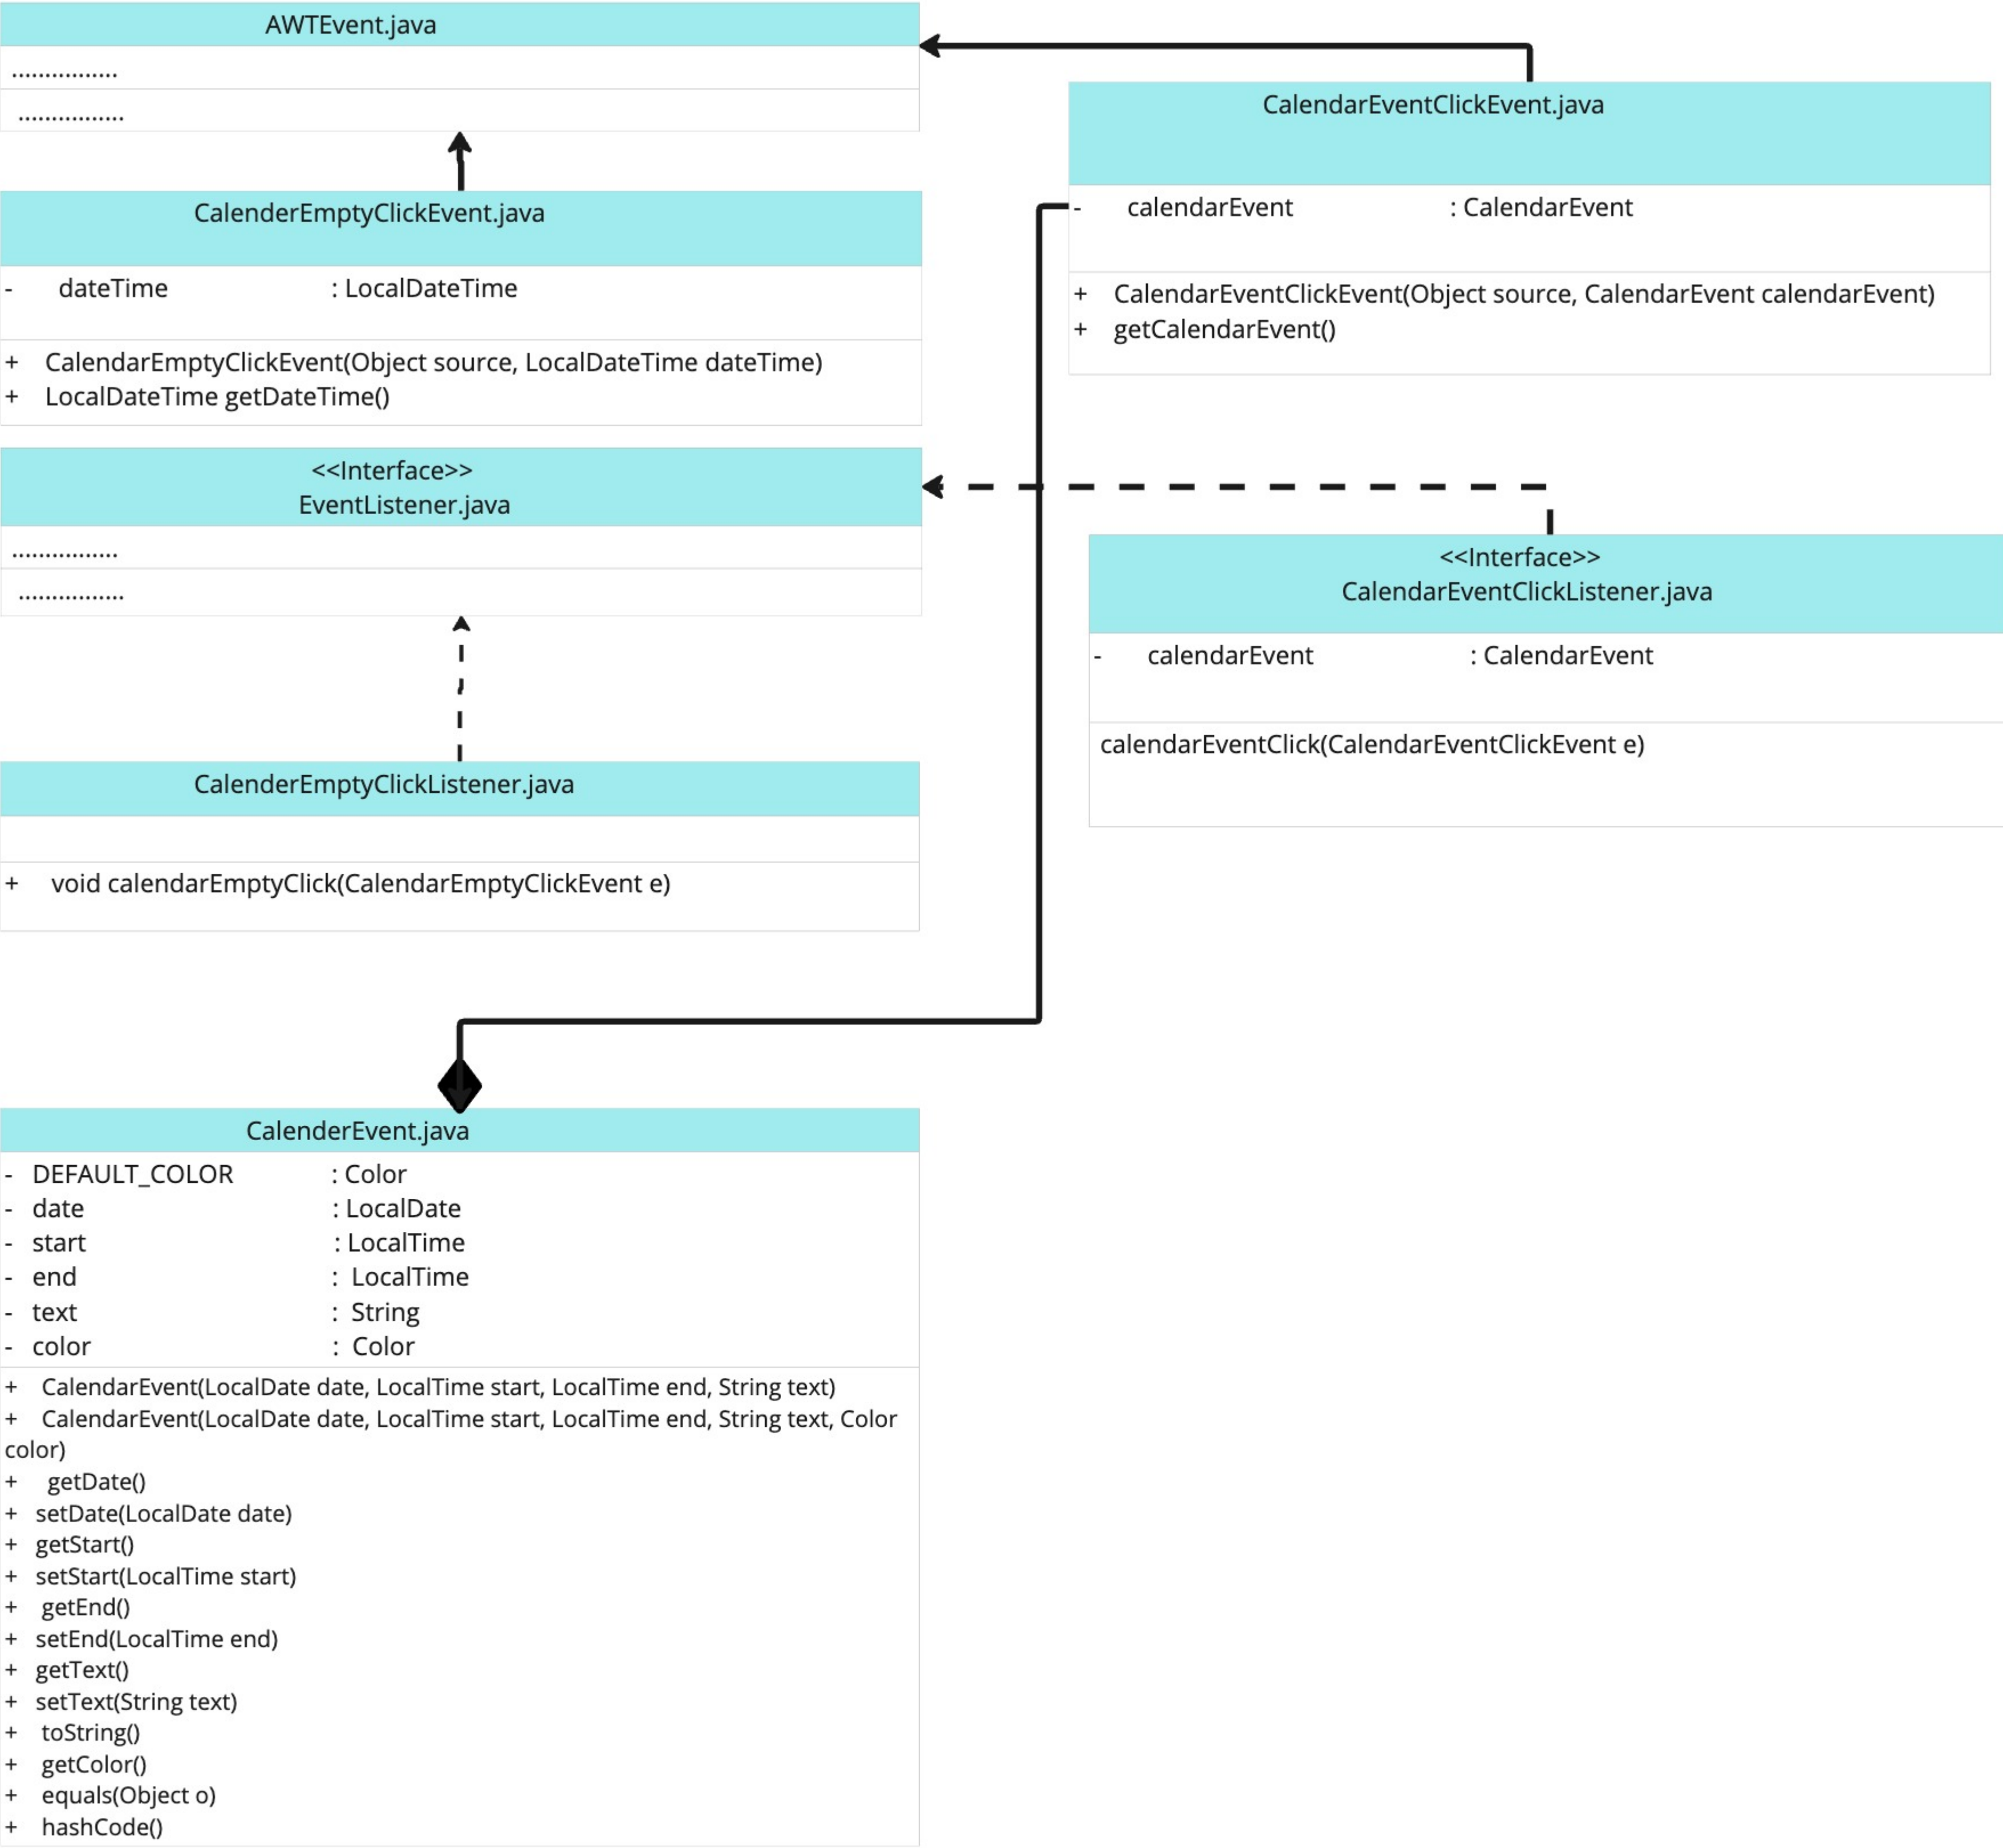 AWTEvent.java
................
................
CalenderEmptyClickEvent.java
- dateTime : LocalDateTime
+ CalendarEmptyClickEvent(Object source, LocalDateTime dateTime)
+ LocalDateTime getDateTime()
<<Interface>>
EventListener.java
................
................
CalenderEmptyClickListener.java
+ void calendarEmptyClick(CalendarEmptyClickEvent e)
CalendarEventClickEvent.java
- calendarEvent : CalendarEvent
+ CalendarEventClickEvent(Object source, CalendarEvent calendarEvent)
+ getCalendarEvent()
<<Interface>>
CalendarEventClickListener.java
- calendarEvent : CalendarEvent
calendarEventClick(CalendarEventClickEvent e)
CalenderEvent.java
- DEFAULT_COLOR : Color
- date : LocalDate
- start : LocalTime
- end : LocalTime
- text : String
- color : Color
+ CalendarEvent(LocalDate date, LocalTime start, LocalTime end, String text)
+ CalendarEvent(LocalDate date, LocalTime start, LocalTime end, String text, Color
color)
+ getDate()
+ setDate(LocalDate date)
+ getStart()
+ setStart(LocalTime start)
+ getEnd()
+ setEnd(LocalTime end)
+ getText()
+ setText(String text)
+ toString()
+ getColor()
+ equals(Object o)
+ hashCode()